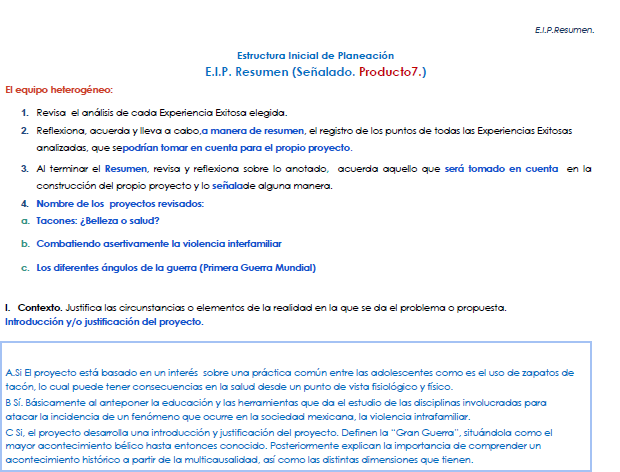 E.I.P.Resumen.
Estructura Inicial de Planeación
E.I.P. Resumen (Señalado. Producto7.)
El equipo heterogéneo:
1. Revisa el análisis de cada Experiencia Exitosa elegida.
2. Reflexiona, acuerda y lleva a cabo,a manera de resumen, el registro de los puntos de todas las Experiencias Exitosas
analizadas, que sepodrían tomar en cuenta para el propio proyecto.
3. Al terminar el Resumen, revisa y reflexiona sobre lo anotado, acuerda aquello que será tomado en cuenta en la
construcción del propio proyecto y lo señalade alguna manera.
4. Nombre de los proyectos revisados:
a. Tacones: ¿Belleza o salud?
b. Combatiendo asertivamente la violencia interfamiliar
c. Los diferentes ángulos de la guerra (Primera Guerra Mundial)
I. Contexto. Justifica las circunstancias o elementos de la realidad en la que se da el problema o propuesta.
Introducción y/o justificación del proyecto.
A.Sí El proyecto está basado en un interés sobre una práctica común entre las adolescentes como es el uso de zapatos de
tacón, lo cual puede tener consecuencias en la salud desde un punto de vista fisiológico y físico.
B Sí. Básicamente al anteponer la educación y las herramientas que da el estudio de las disciplinas involucradas para
atacar la incidencia de un fenómeno que ocurre en la sociedad mexicana, la violencia intrafamiliar.
C Si, el proyecto desarrolla una introducción y justificación del proyecto. Definen la "Gran Guerra", situándola como el
mayor acontecimiento bélico hasta entonces conocido. Posteriormente explican la importancia de comprender un
acontecimiento histórico a partir de la multicausalidad, así como las distintas dimensiones que tienen.